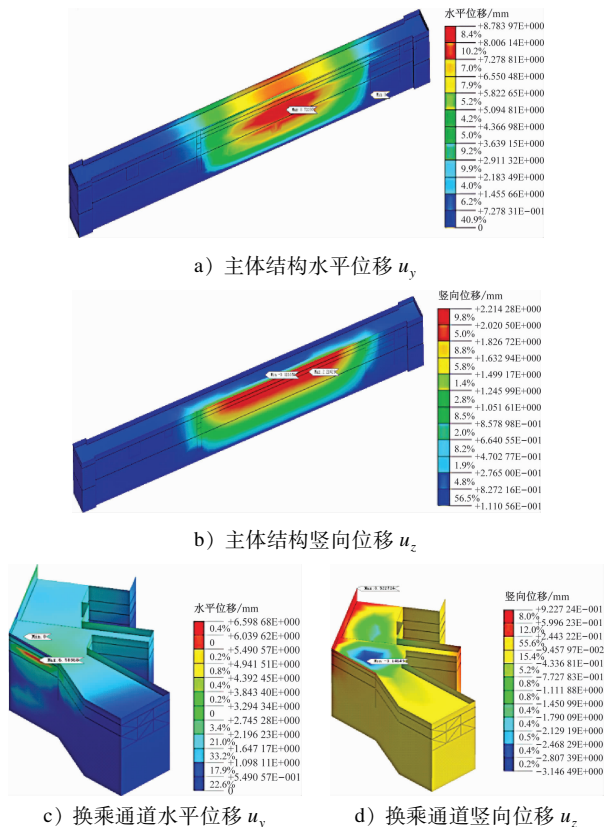 水平位移/mm
+8.783 97E+000
8.4%
+8.006 14E+000
10.2%
+7.278 81E+000
7.0%
+6.550 48E+000
7.9%
+5.822 65E+000
5.2%
+5.094 81E+000
4.2%
+4.366 98E+000
5.0%
+3.639 15E+000
9.2%
+2.911 32E+000
9.9%
+2.183 49E+000
4.0%
+1.455 66E+000
6.2%
+7.278 31E-001
40.9%
0
a）主体结构水平位移 u_y
竖向位移/mm
+2.214 28E+000
9.8%
+2.020 50E+000
5.0%
+1.826 72E+000
8.8%
+1.632 94E+000
5.8%
+1.499 17E+000
1.4%
+1.245 99E+000
2.8%
+1.051 61E+000
8.5%
+8.578 98E-001
2.0%
+6.640 55E-001
8.2%
+4.702 77E-001
1.9%
+2.765 00E-001
4.8%
+8.272 16E-001
56.5%
+1.110 56E-001
b）主体结构竖向位移 u_z
水平位移/mm
+6.598 68E+000
0.4%
+6.039 62E+000
0
+5.490 57E+000
0.2%
+4.941 51E+000
0.8%
+4.392 45E+000
0.4%
+3.843 40E+000
0.2%
+3.294 34E+000
0
+2.745 28E+000
3.4%
+2.196 23E+000
21.0%
+1.647 17E+000
33.2%
+1.098 11E+000
17.9%
+5.490 57E-001
22.6%
0
c）换乘通道水平位移 u_y
竖向位移/mm
+9.227 24E-001
8.0%
+5.996 23E-001
12.0%
+2.443 22E-001
55.6%
-9.457 97E-002
15.4%
-4.336 81E-001
5.2%
-7.727 83E-001
0.8%
-1.111 88E+000
0.8%
-1.450 99E+000
0.4%
-1.790 09E+000
0.4%
-2.129 19E+000
0.5%
-2.468 29E+000
0.4%
-2.807 39E+000
0.2%
-3.146 49E+000
d）换乘通道竖向位移 u_z